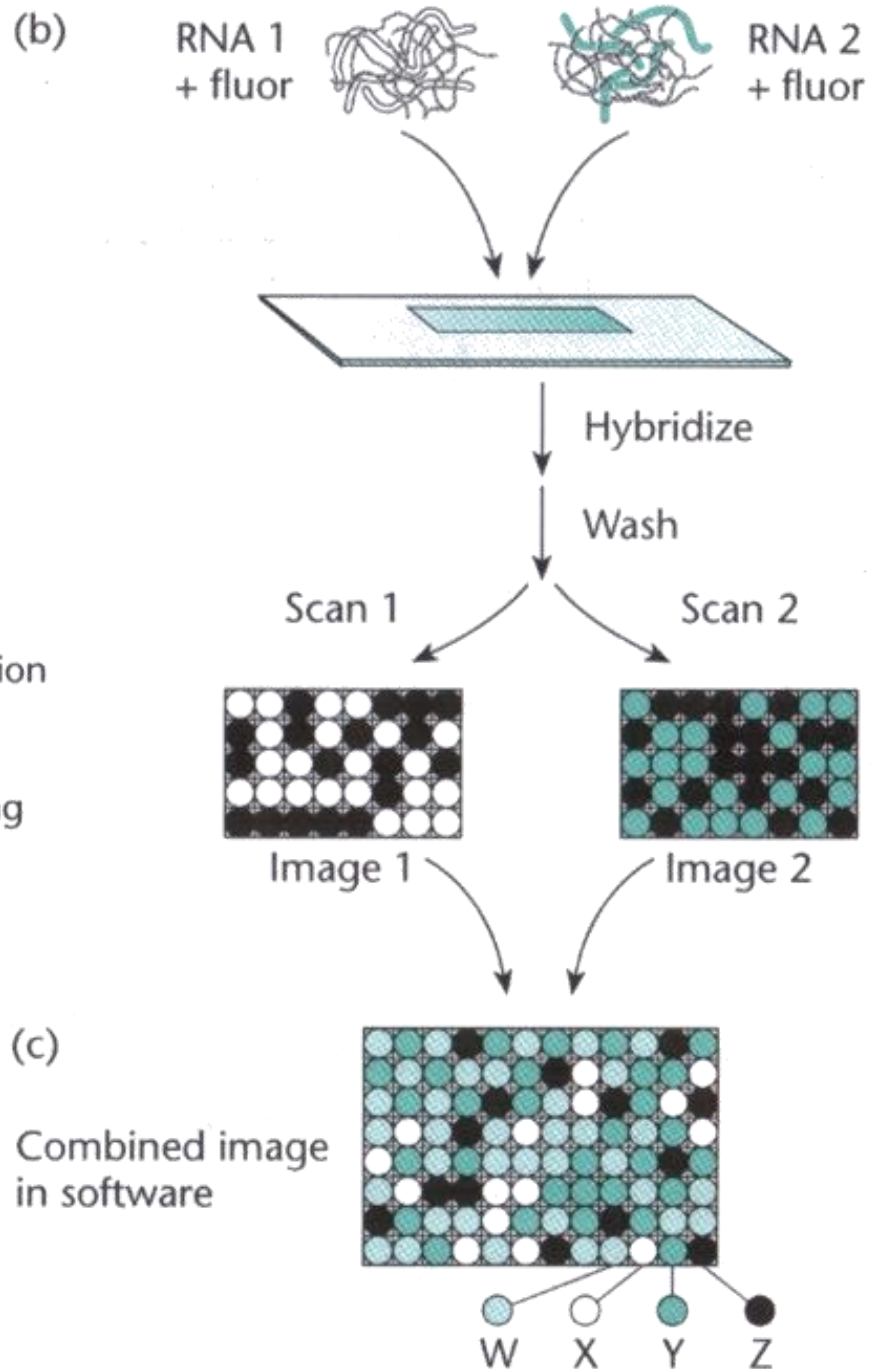 (b)
RNA 1
+ fluor
RNA 2
+ fluor
Hybridize
Wash
Scan 1
Scan 2
ion
g
Image 1
Image 2
(c)
Combined image
in software
W
X
Y
Z